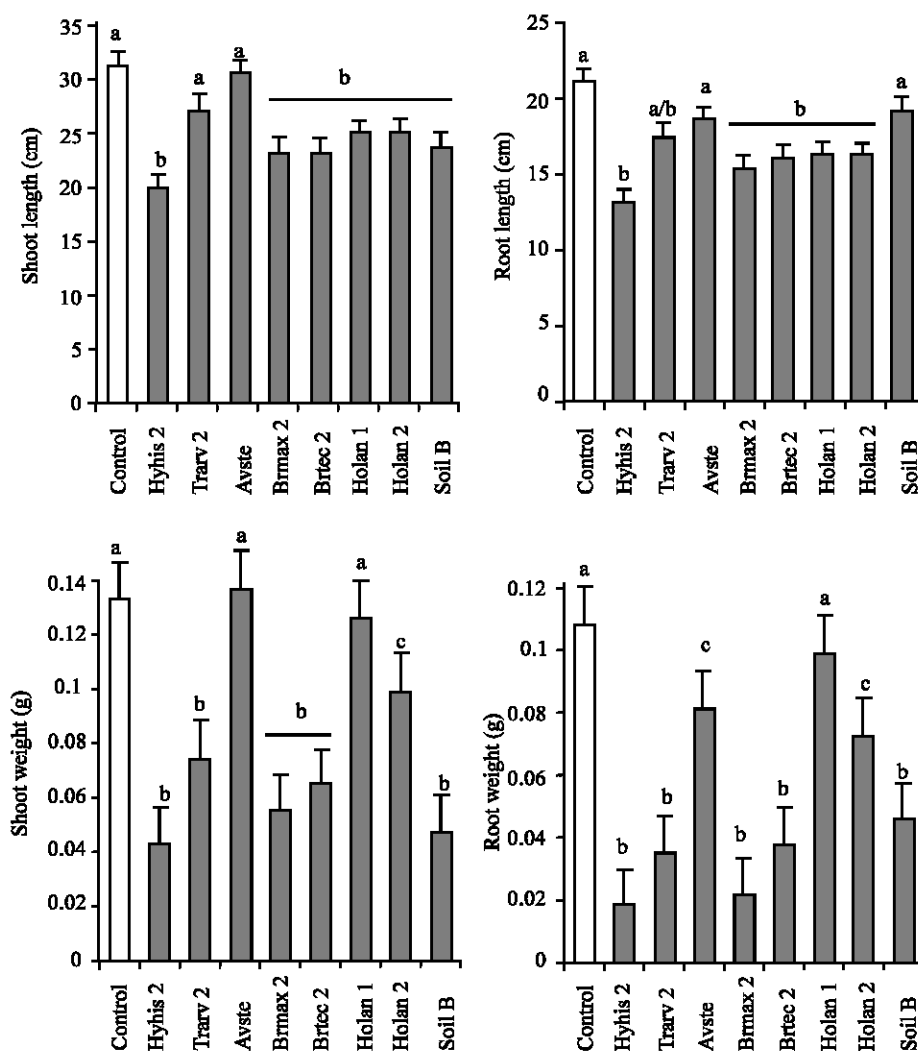 Shoot length (cm)
35
30
25
20
15
30
5
0
a
b
a
a
b
Control
Hyhis 2
Trarv 2
Avste
Brmax 2
Brtec 2
Holan 1
Holan 2
Soil B
Root length (cm)
25
20
15
10
5
0
a
b
a/b
a
b
a
Control
Hyhis 2
Trarv 2
Avste
Brmax 2
Brtec 2
Holan 1
Holan 2
Soil B
Shoot weight (g)
0.14
0.12
0.1
0.08
0.06
0.04
0.02
0
a
b
b
a
b
a
c
b
Control
Hyhis 2
Trarv 2
Avste
Brmax 2
Brtec 2
Holan 1
Holan 2
Soil B
Root weight (g)
0.12
0.1
0.08
0.06
0.04
0.02
0
a
b
b
c
b
b
a
c
b
Control
Hyhis 2
Trarv 2
Avste
Brmax 2
Brtec 2
Holan 1
Holan 2
Soil B